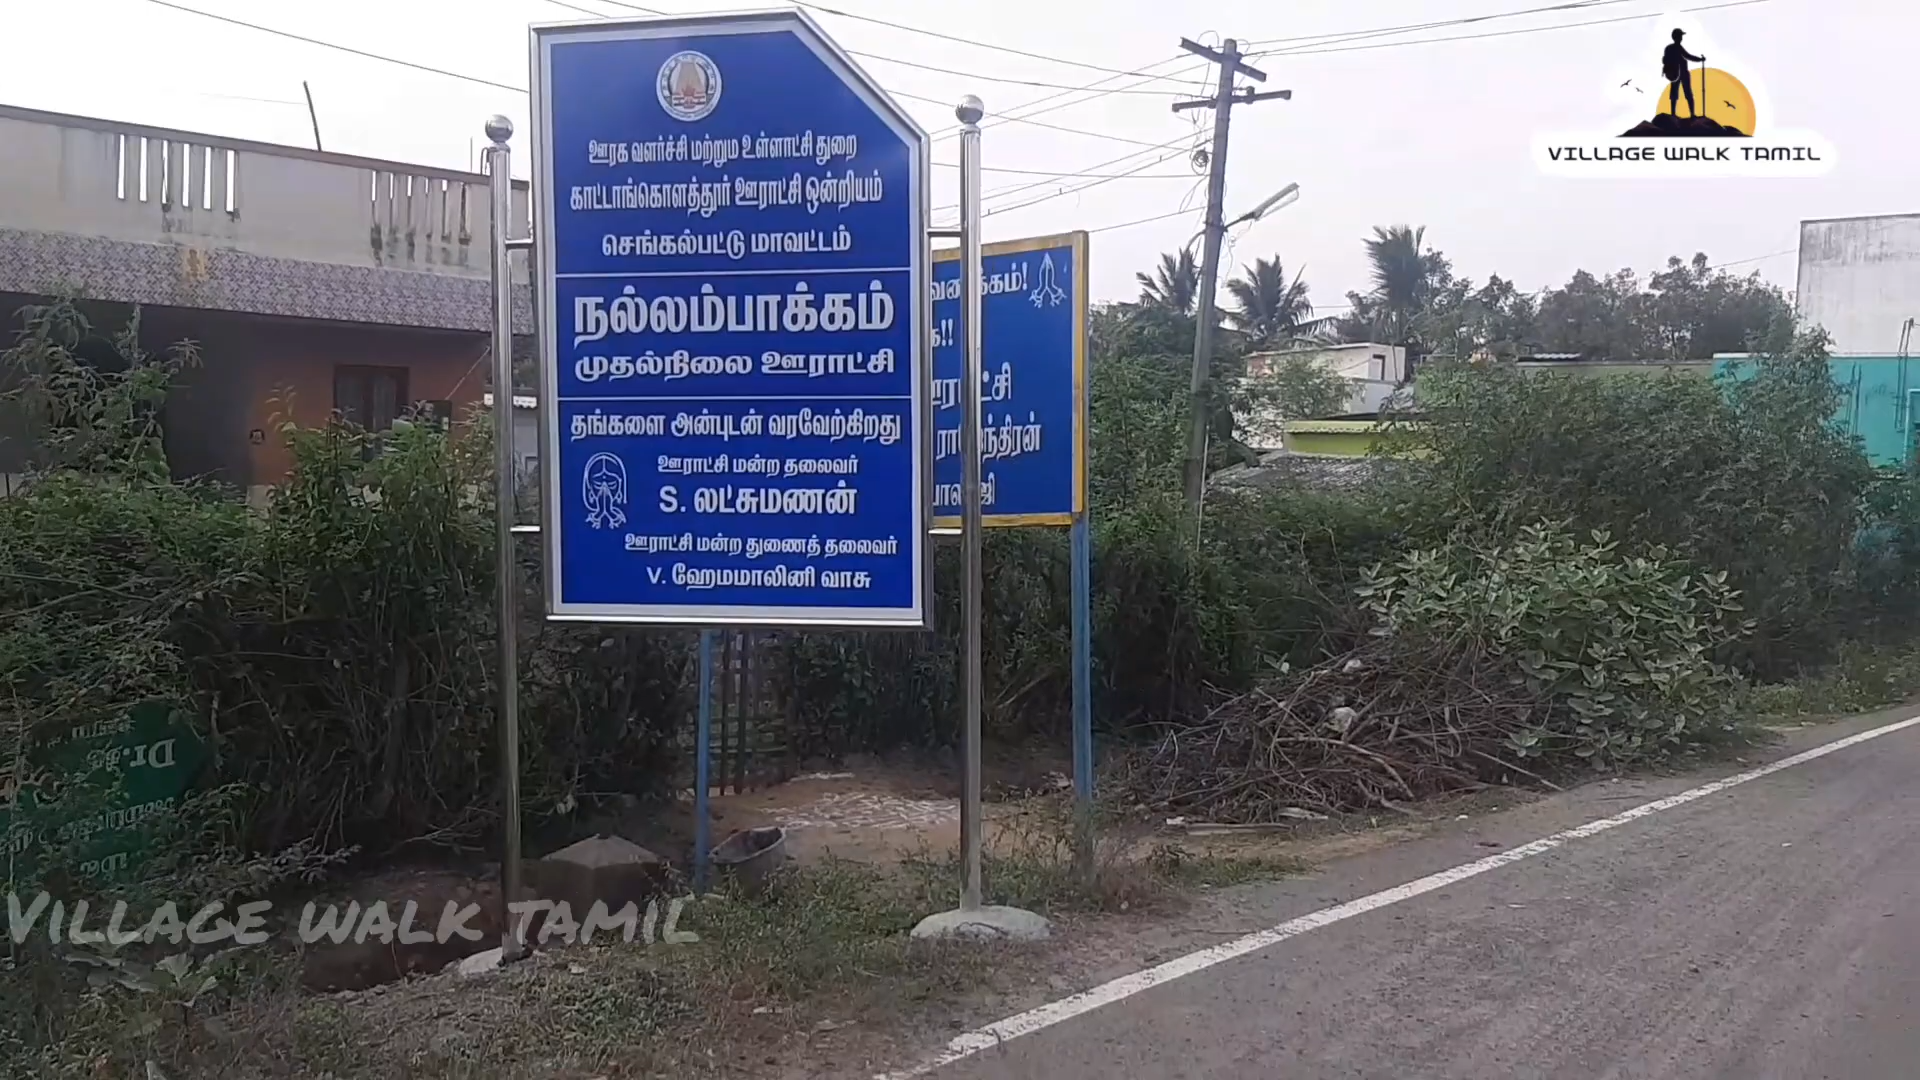 ஊரக வளர்ச்சி மற்றும உள்ளாட்சி துறை
காட்டாங்கொளத்தூர் ஊராட்சி ஒன்றியம்
செங்கல்பட்டு மாவட்டம்
நல்லம்பாக்கம்
முதல்நிலை ஊராட்சி
தங்களை அன்புடன் வரவேற்கிறது
ஊராட்சி மன்ற தலைவர்
S. லட்சுமணன்
ஊராட்சி மன்ற துணைத் தலைவர்
V. ஹேமமாலினி வாசு
VILLAGE WALK TAMIL
Dr.
VILLAGE WALK TAMIL